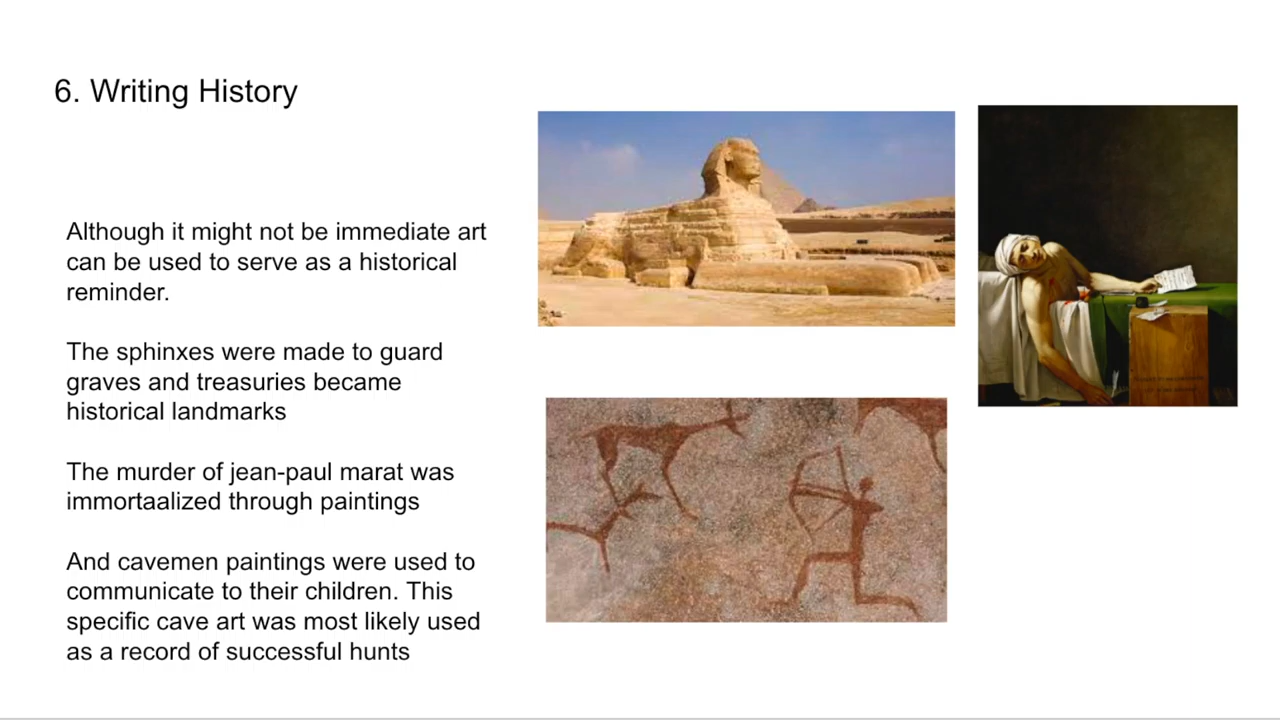 6. Writing History
Although it might not be immediate art
can be used to serve as a historical
reminder.
The sphinxes were made to guard
graves and treasuries became
historical landmarks
The murder of jean-paul marat was
immortaalized through paintings
And cavemen paintings were used to
communicate to their children. This
specific cave art was most likely used
as a record of successful hunts